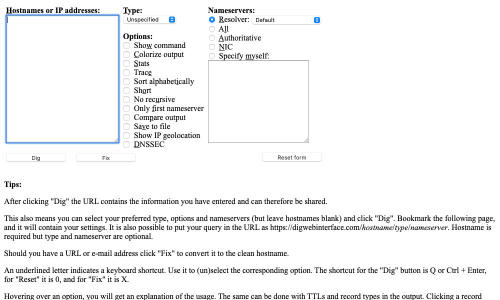 Hostnames or IP addresses:
Type:
Unspecified
Options:
Show command
Colorize output
Stats
Trace
Sort alphabetically
Short
No recursive
Only first nameserver
Compare output
Save to file
Show IP geolocation
DNSSEC
Nameservers:
Resolver: Default
All
Authoritative
NIC
Specify myself:
Dig
Fix
Reset form
Tips:
After clicking "Dig" the URL contains the information you have entered and can therefore be shared.
This also means you can select your preferred type, options and nameservers (but leave hostnames blank) and click "Dig". Bookmark the following page,
and it will contain your settings. It is also possible to put your query in the URL as https://digwebinterface.com/hostname/type/nameserver. Hostname is
required but type and nameserver are optional.
Should you have a URL or e-mail address click "Fix" to convert it to the clean hostname.
An underlined letter indicates a keyboard shortcut. Use it to (un)select the corresponding option. The shortcut for the "Dig" button is Q or Ctrl + Enter,
for "Reset" it is 0, and for "Fix" it is X.
Hovering over an option, you will get an explanation of the usage. The same can be done with TTLs and record types in the output. Clicking a record